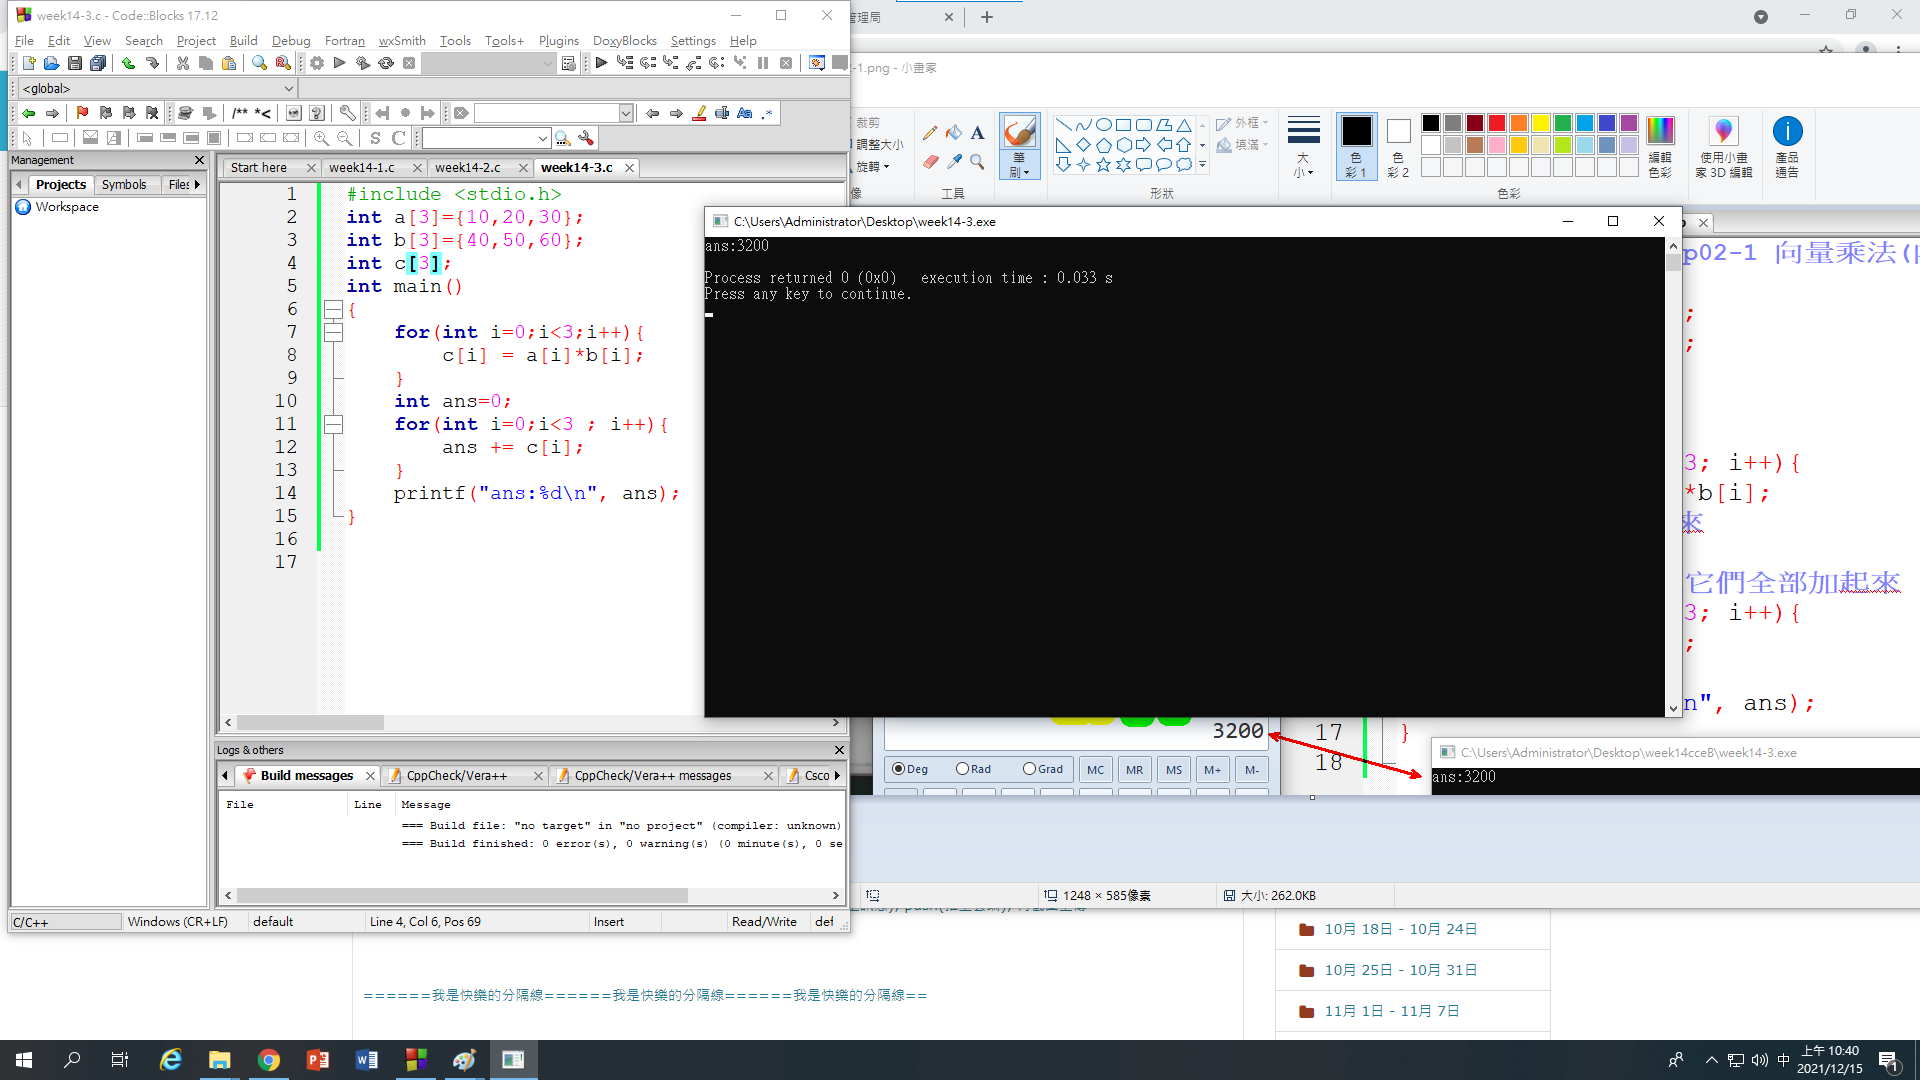 week14-3.c - Code::Blocks 17.12
File Edit View Search Project Build Debug Fortran wxSmith Tools Tools+ Plugins DoxyBlocks Settings Help
<global>
Management
Projects Symbols Files
Workspace
Start here week14-1.c week14-2.c week14-3.c
1 #include <stdio.h>
2 int a[3]={10,20,30};
3 int b[3]={40,50,60};
4 int c[3];
5 int main()
6 {
7 for(int i=0;i<3;i++){
8 c[i] = a[i]*b[i];
9 }
10 int ans=0;
11 for(int i=0;i<3 ; i++){
12 ans += c[i];
13 }
14 printf("ans:%d\n", ans);
15 }
16
17
Logs & others
Build messages CppCheck/Vera++ CppCheck/Vera++ messages Csco
File Line Message
=== Build file: "no target" in "no project" (compiler: unknown)
=== Build finished: 0 error(s), 0 warning(s) (0 minute(s), 0 se
C/C++ Windows (CR+LF) default Line 4, Col 6, Pos 69 Insert Read/Write def
管理局
-1.png - 小畫家
裁剪
調整大小
旋轉
像
工具
筆刷
形狀
外框
填滿
大小
色彩 1
色彩 2
色彩
編輯色彩
使用小畫家 3D 編輯
產品通告
C:\Users\Administrator\Desktop\week14-3.exe
ans:3200
Process returned 0 (0x0) execution time : 0.033 s
Press any key to continue.
p02-1 向量乘法(
;
;
3; i++){
*b[i];
來
它們全部加起來
3; i++){
;
n", ans);
17 }
18
3200
Deg Rad Grad MC MR MS M+ M-
C:\Users\Administrator\Desktop\week14cceB\week14-3.exe
ans:3200
1248 × 585像素
大小: 262.0KB
======我是快樂的分隔線======我是快樂的分隔線======我是快樂的分隔線==
10月 18日 - 10月 24日
10月 25日 - 10月 31日
11月 1日 - 11月 7日
中
上午 10:40
2021/12/15
1